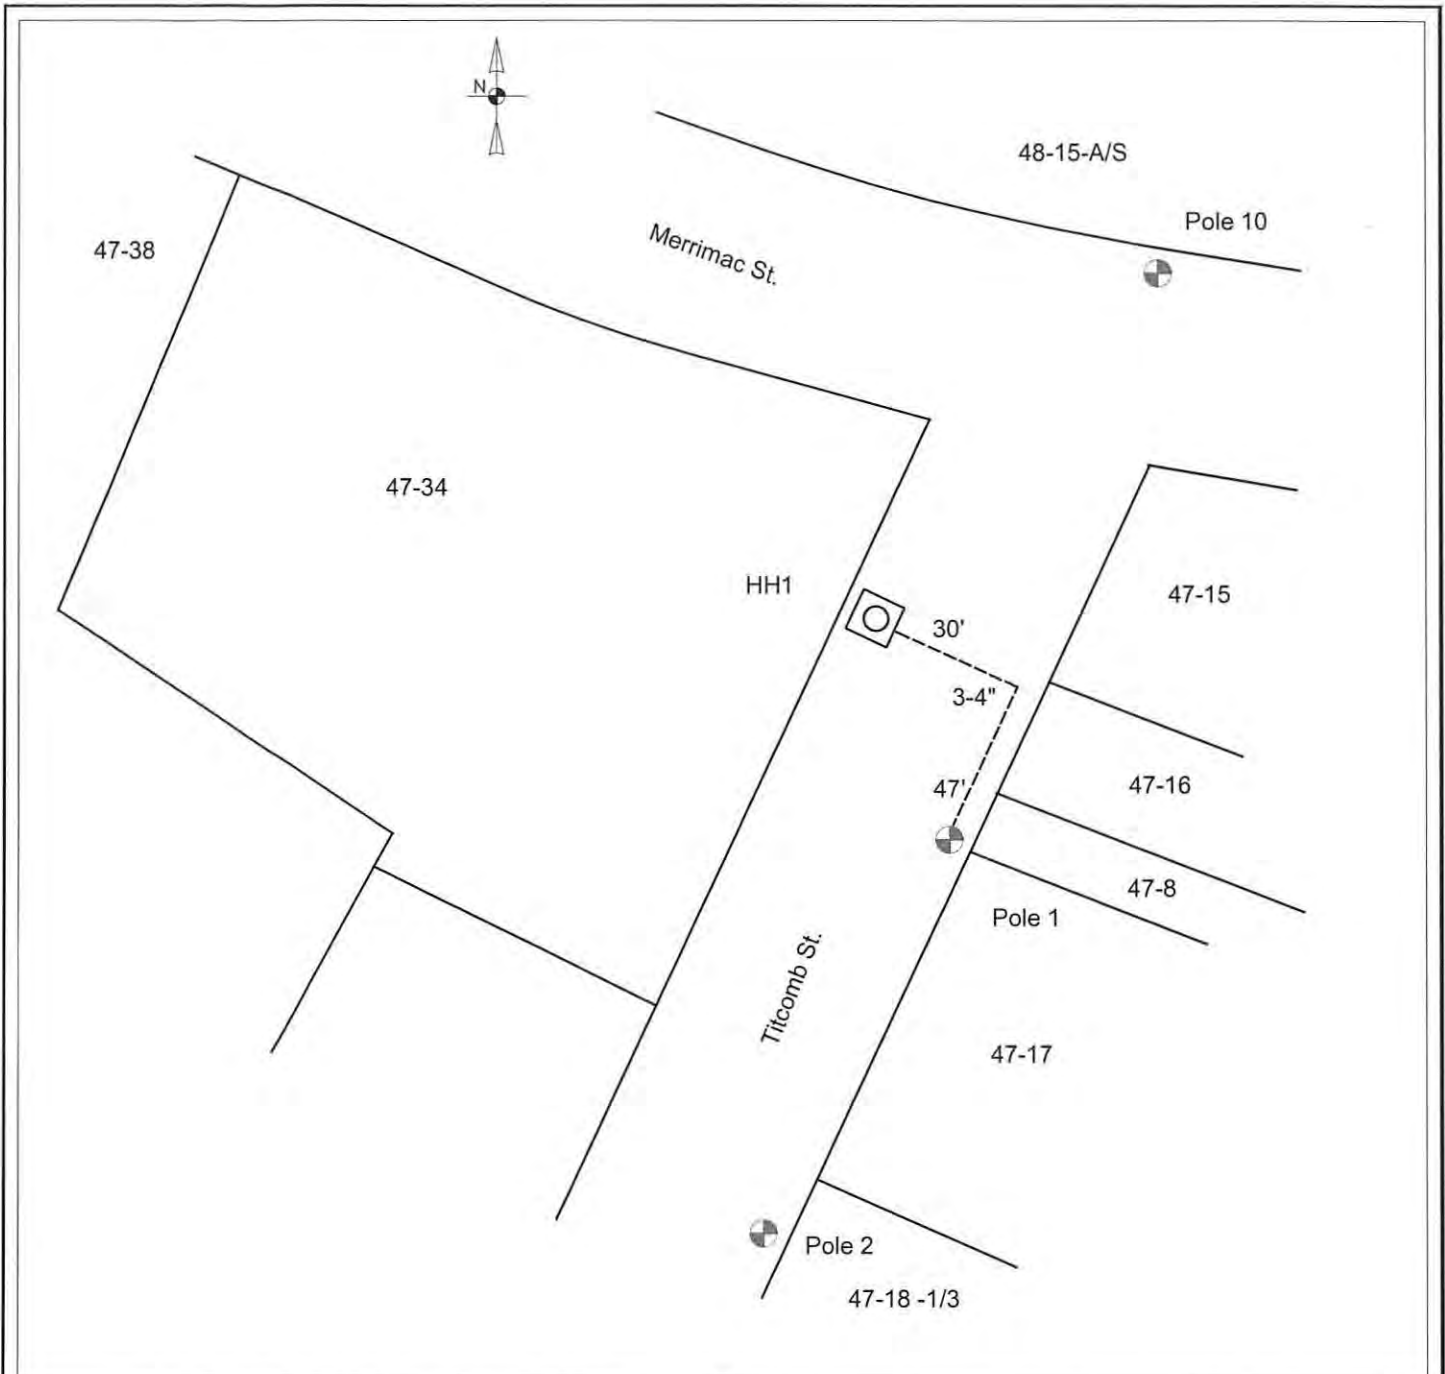 N
48-15-A/S
Pole 10
47-38
Merrimac St.
47-34
HH1
47-15
30'
3-4"
47-16
47'
47-8
Pole 1
Titcomb St.
47-17
Pole 2
47-18 -1/3